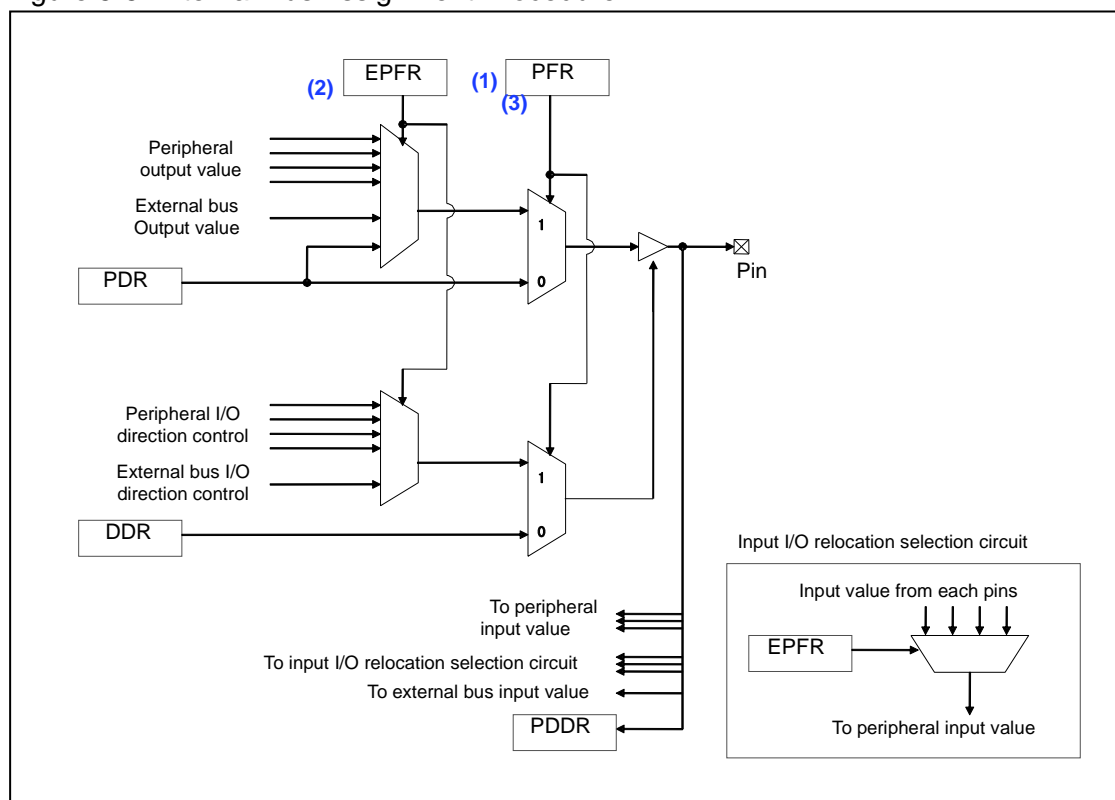 EPFR
PFR
(1)
(2)
(3)
Peripheral
output value
External bus
Output value
1
0
PDR
Pin
Peripheral I/O
direction control
External bus I/O
direction control
1
0
DDR
Input I/O relocation selection circuit
Input value from each pins
EPFR
To peripheral input value
To peripheral
input value
To input I/O relocation selection circuit
To external bus input value
PDDR